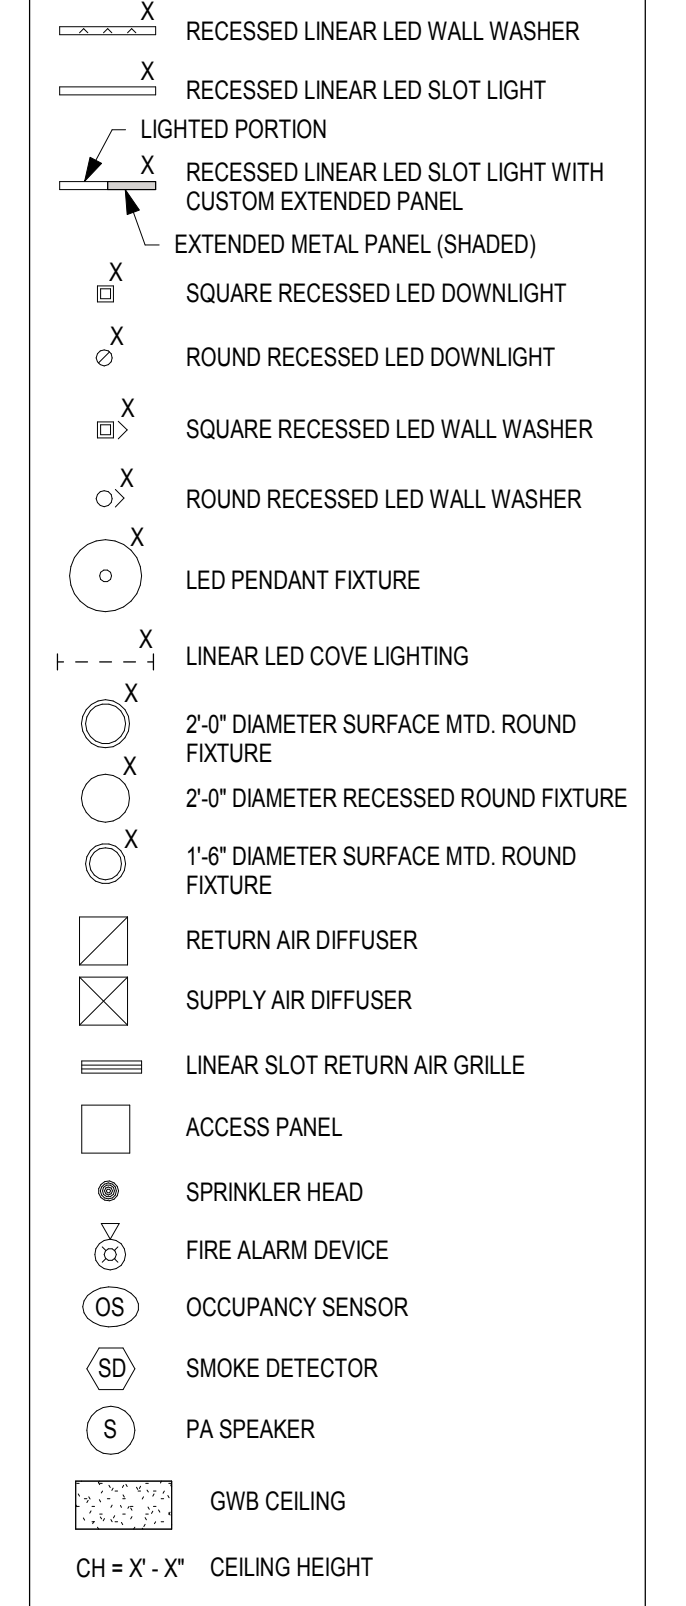 X
RECESSED LINEAR LED WALL WASHER
X
RECESSED LINEAR LED SLOT LIGHT
LIGHTED PORTION
X
RECESSED LINEAR LED SLOT LIGHT WITH
CUSTOM EXTENDED PANEL
EXTENDED METAL PANEL (SHADED)
X
SQUARE RECESSED LED DOWNLIGHT
X
ROUND RECESSED LED DOWNLIGHT
X
SQUARE RECESSED LED WALL WASHER
X
ROUND RECESSED LED WALL WASHER
X
LED PENDANT FIXTURE
X
LINEAR LED COVE LIGHTING
X
2'-0" DIAMETER SURFACE MTD. ROUND
FIXTURE
X
2'-0" DIAMETER RECESSED ROUND FIXTURE
X
1'-6" DIAMETER SURFACE MTD. ROUND
FIXTURE
RETURN AIR DIFFUSER
SUPPLY AIR DIFFUSER
LINEAR SLOT RETURN AIR GRILLE
ACCESS PANEL
SPRINKLER HEAD
FIRE ALARM DEVICE
OS OCCUPANCY SENSOR
SD SMOKE DETECTOR
S PA SPEAKER
GWB CEILING
CH = X' - X" CEILING HEIGHT